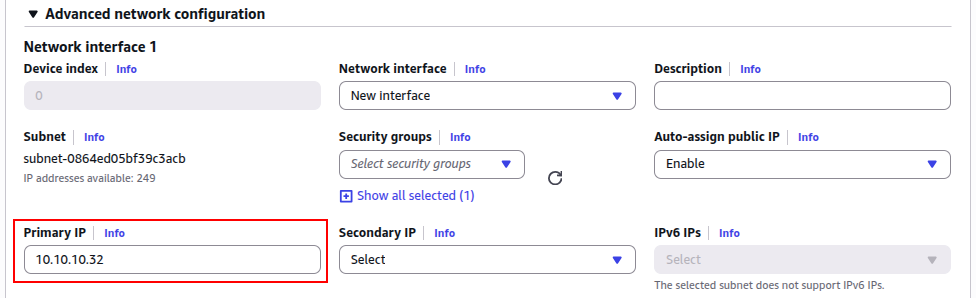 Advanced network configuration
Network interface 1
Device index Info
0
Network interface Info
New interface
Description Info
Subnet Info
subnet-0864ed05bf39c3acb
IP addresses available: 249
Security groups Info
Select security groups
Show all selected (1)
Auto-assign public IP Info
Enable
Primary IP Info
10.10.10.32
Secondary IP Info
Select
IPv6 IPs Info
Select
The selected subnet does not support IPv6 IPs.